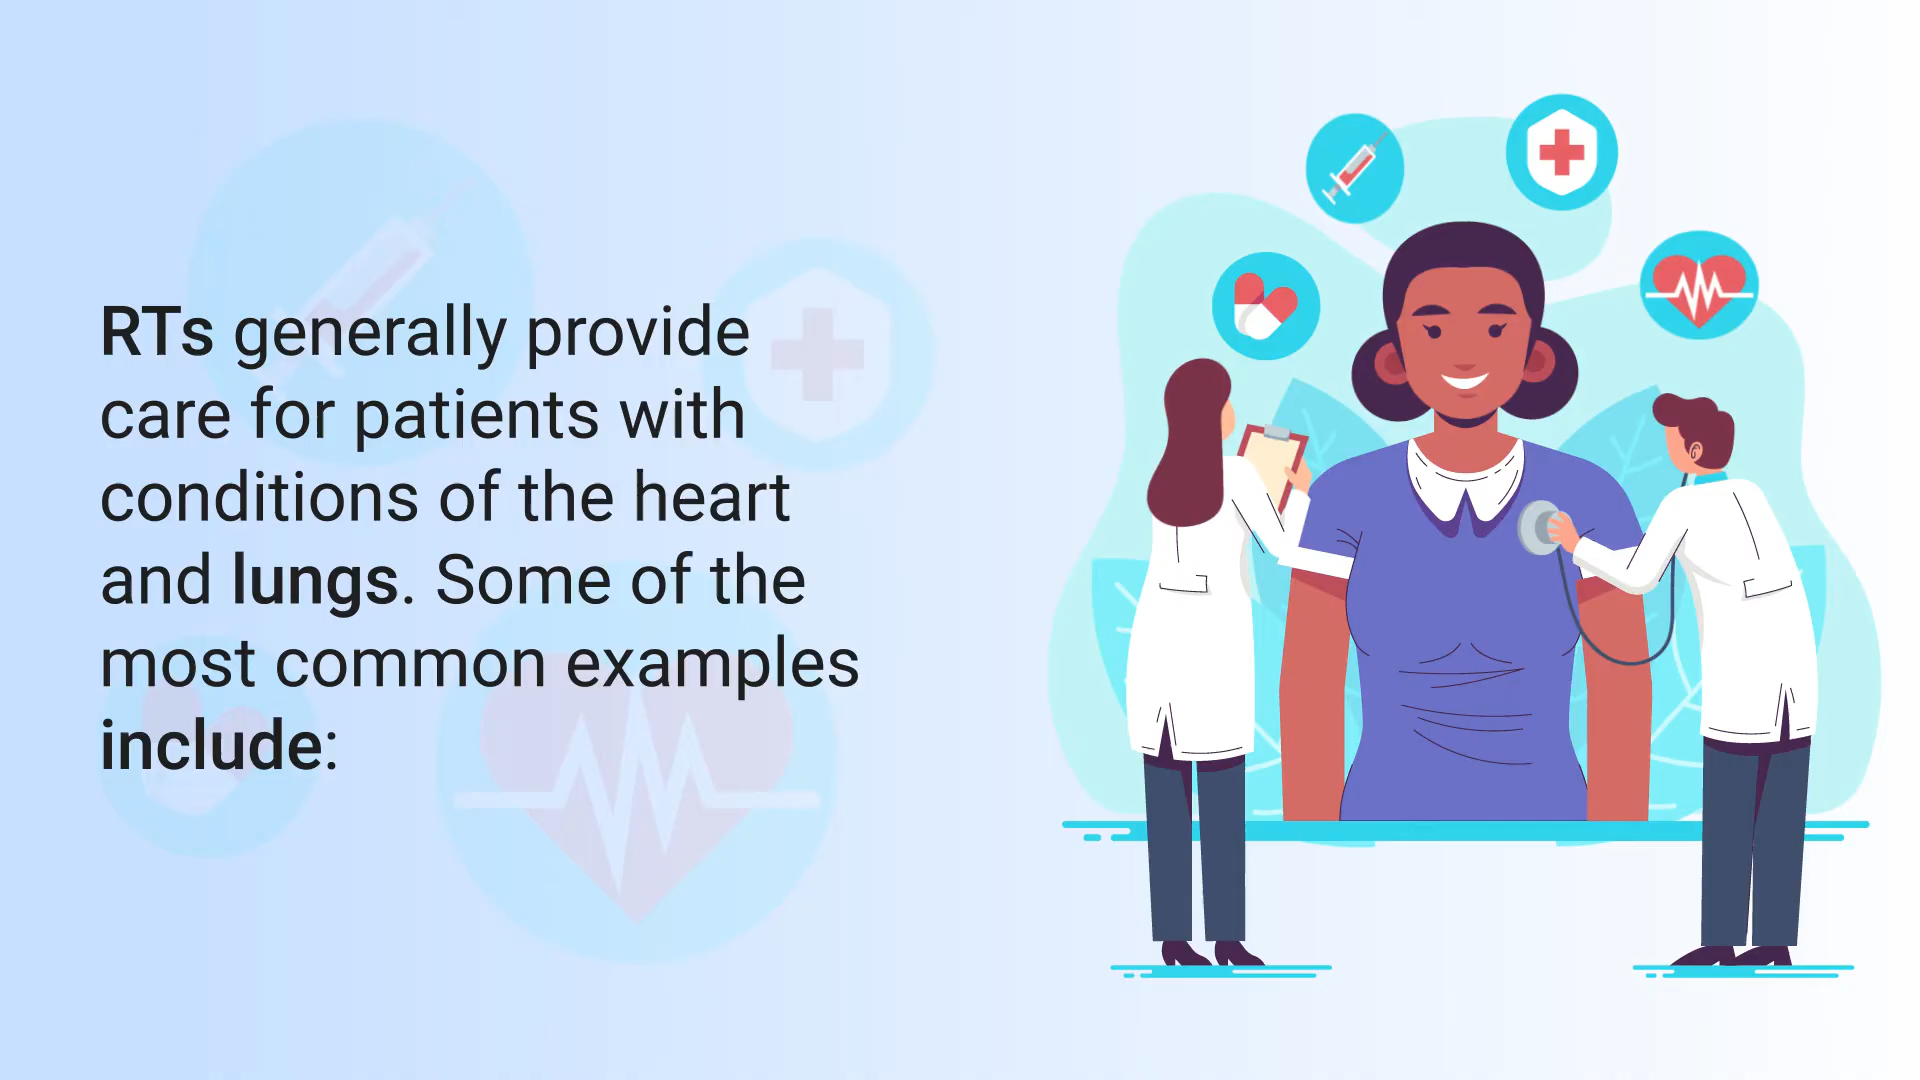 RTs generally provide
care for patients with
conditions of the heart
and lungs. Some of the
most common examples
include: